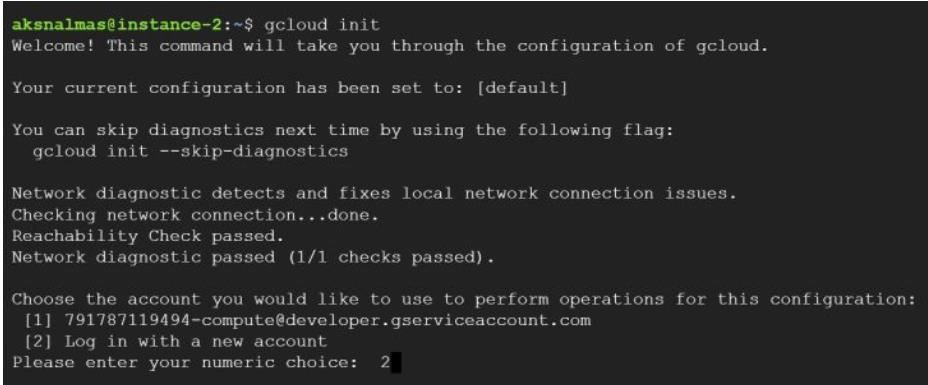 aksnalmas@instance-2:~$ gcloud init
Welcome! This command will take you through the configuration of gcloud.
Your current configuration has been set to: [default]
You can skip diagnostics next time by using the following flag:
  gcloud init --skip-diagnostics
Network diagnostic detects and fixes local network connection issues.
Checking network connection...done.
Reachability Check passed.
Network diagnostic passed (1/1 checks passed).
Choose the account you would like to use to perform operations for this configuration:
 [1] 791787119494-compute@developer.gserviceaccount.com
 [2] Log in with a new account
Please enter your numeric choice:  2